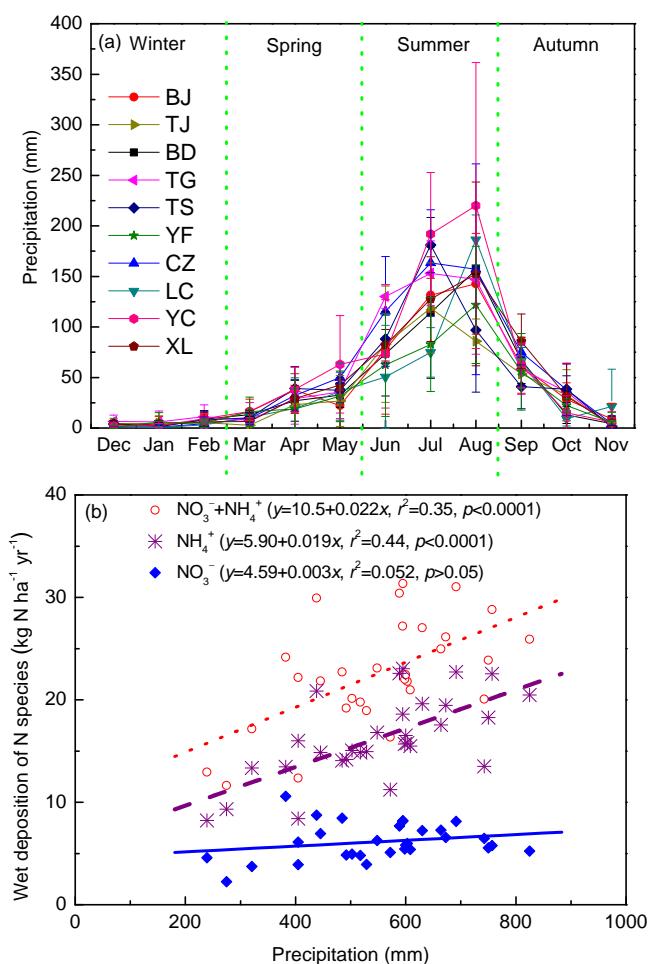 (a) Winter Spring Summer Autumn
400
350
300
250
200
150
100
50
0
Precipitation (mm)
BJ
TJ
BD
TG
TS
YF
CZ
LC
YC
XL
Dec Jan Feb Mar Apr May Jun Jul Aug Sep Oct Nov
(b)
NO₃⁻+NH₄⁺ (y=10.5+0.022x, r²=0.35, p<0.0001)
NH₄⁺ (y=5.90+0.019x, r²=0.44, p<0.0001)
NO₃⁻ (y=4.59+0.003x, r²=0.052, p>0.05)
40
30
20
10
0
Wet deposition of N species (kg N ha⁻¹ yr⁻¹)
0 200 400 600 800 1000
Precipitation (mm)